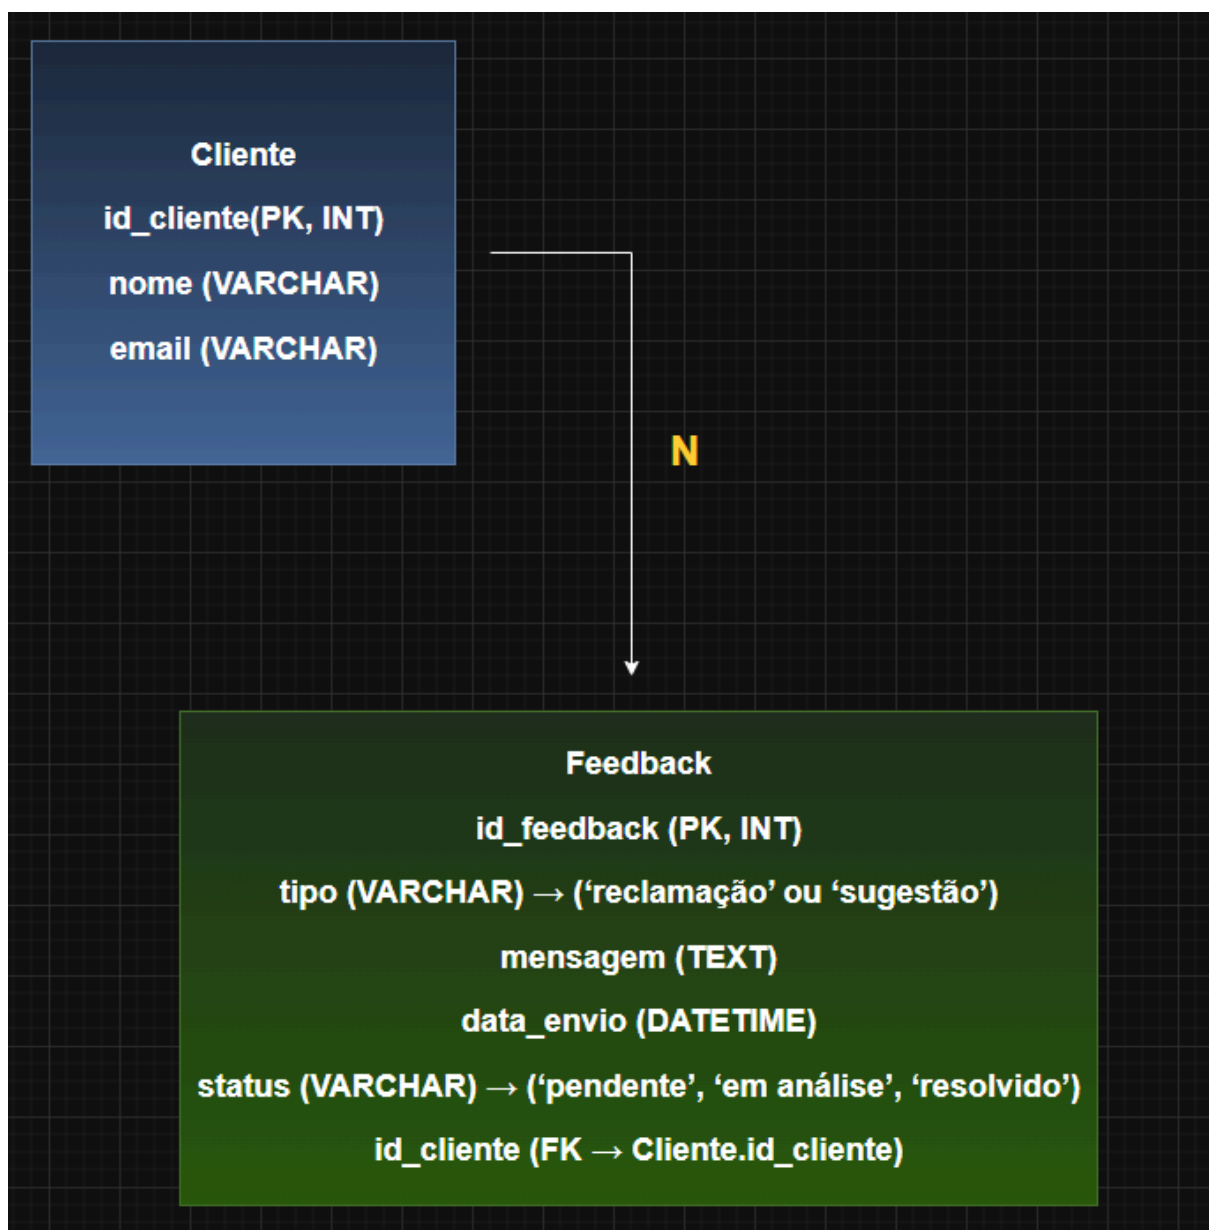 Cliente
id_cliente(PK, INT)
nome (VARCHAR)
email (VARCHAR)
N
Feedback
id_feedback (PK, INT)
tipo (VARCHAR) → (‘reclamação’ ou ‘sugestão’)
mensagem (TEXT)
data_envio (DATETIME)
status (VARCHAR) → (‘pendente’, ‘em análise’, ‘resolvido’)
id_cliente (FK → Cliente.id_cliente)